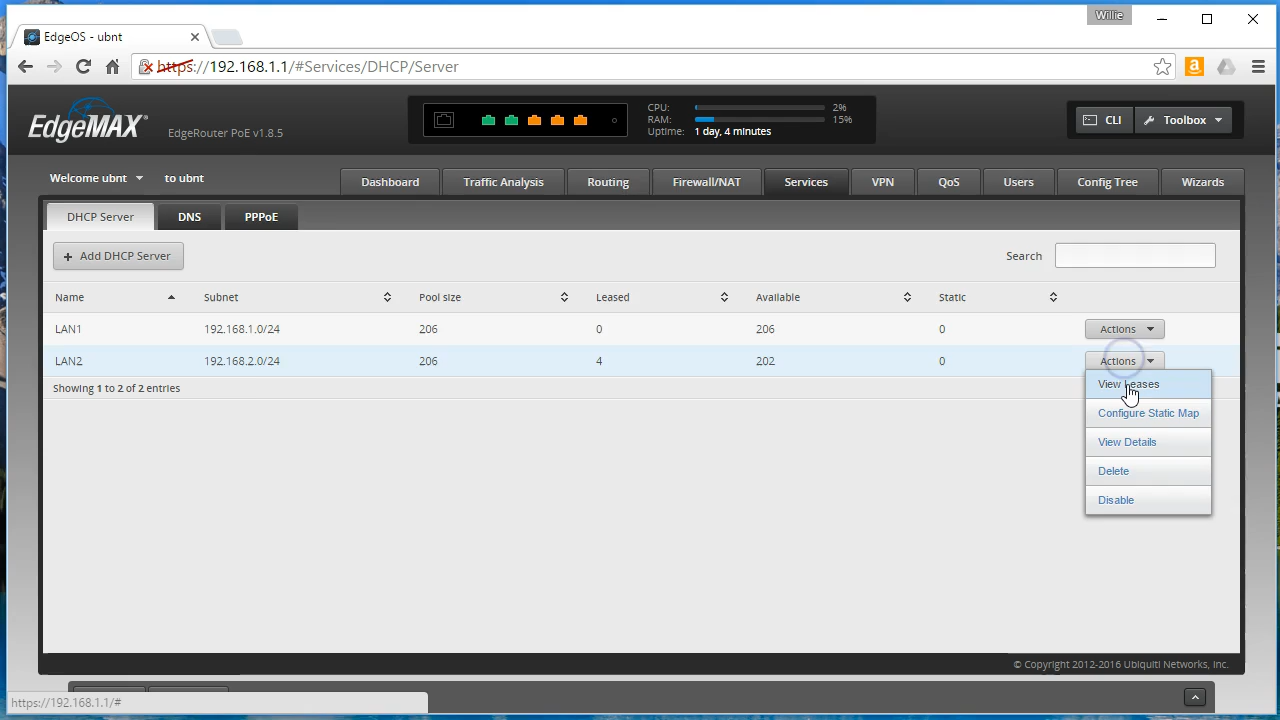 Willie
EdgeOS - ubnt
https://192.168.1.1/#Services/DHCP/Server
EdgeMAX
EdgeRouter PoE v1.8.5
CPU: 2%
RAM: 15%
Uptime: 1 day, 4 minutes
CLI
Toolbox
Welcome ubnt to ubnt
Dashboard Traffic Analysis Routing Firewall/NAT Services VPN QoS Users Config Tree Wizards
DHCP Server DNS PPPoE
+ Add DHCP Server
Search
Name Subnet Pool size Leased Available Static
LAN1 192.168.1.0/24 206 0 206 0 Actions
LAN2 192.168.2.0/24 206 4 202 0 Actions
Showing 1 to 2 of 2 entries
View Leases
Configure Static Map
View Details
Delete
Disable
© Copyright 2012-2016 Ubiquiti Networks, Inc.
https://192.168.1.1/#